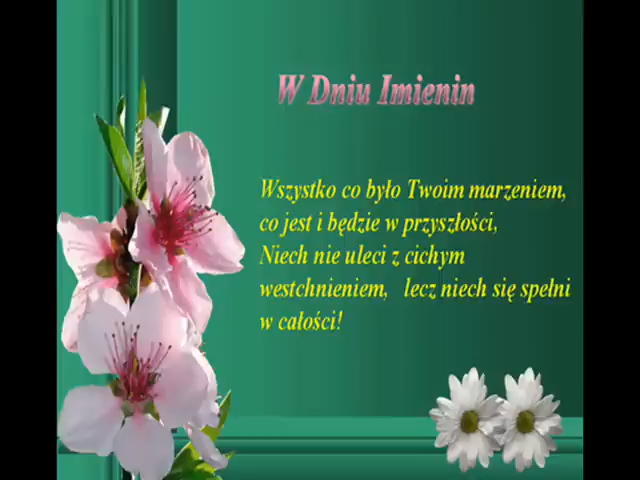 W Dniu Imienin
Wszystko co było Twoim marzeniem,
co jest i będzie w przyszłości,
Niech nie uleci z cichym
westchnieniem, lecz niech się spełni
w całości!